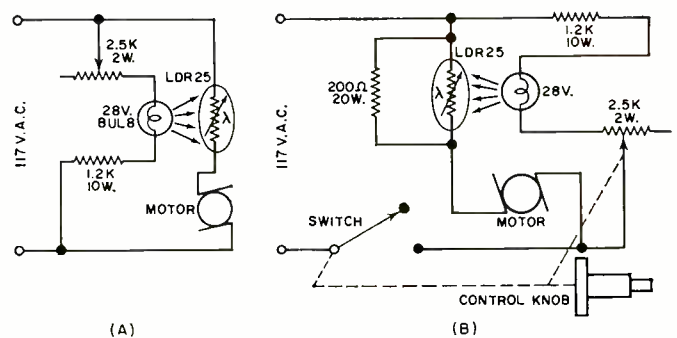 117 V.A.C.
2.5K
2W.
28V.
BULB
LDR25
λ
1.2K
10W.
MOTOR
(A)
117 V.A.C.
200Ω
20W.
LDR25
λ
1.2K
10W.
28V.
2.5K
2W.
SWITCH
MOTOR
CONTROL KNOB
(B)